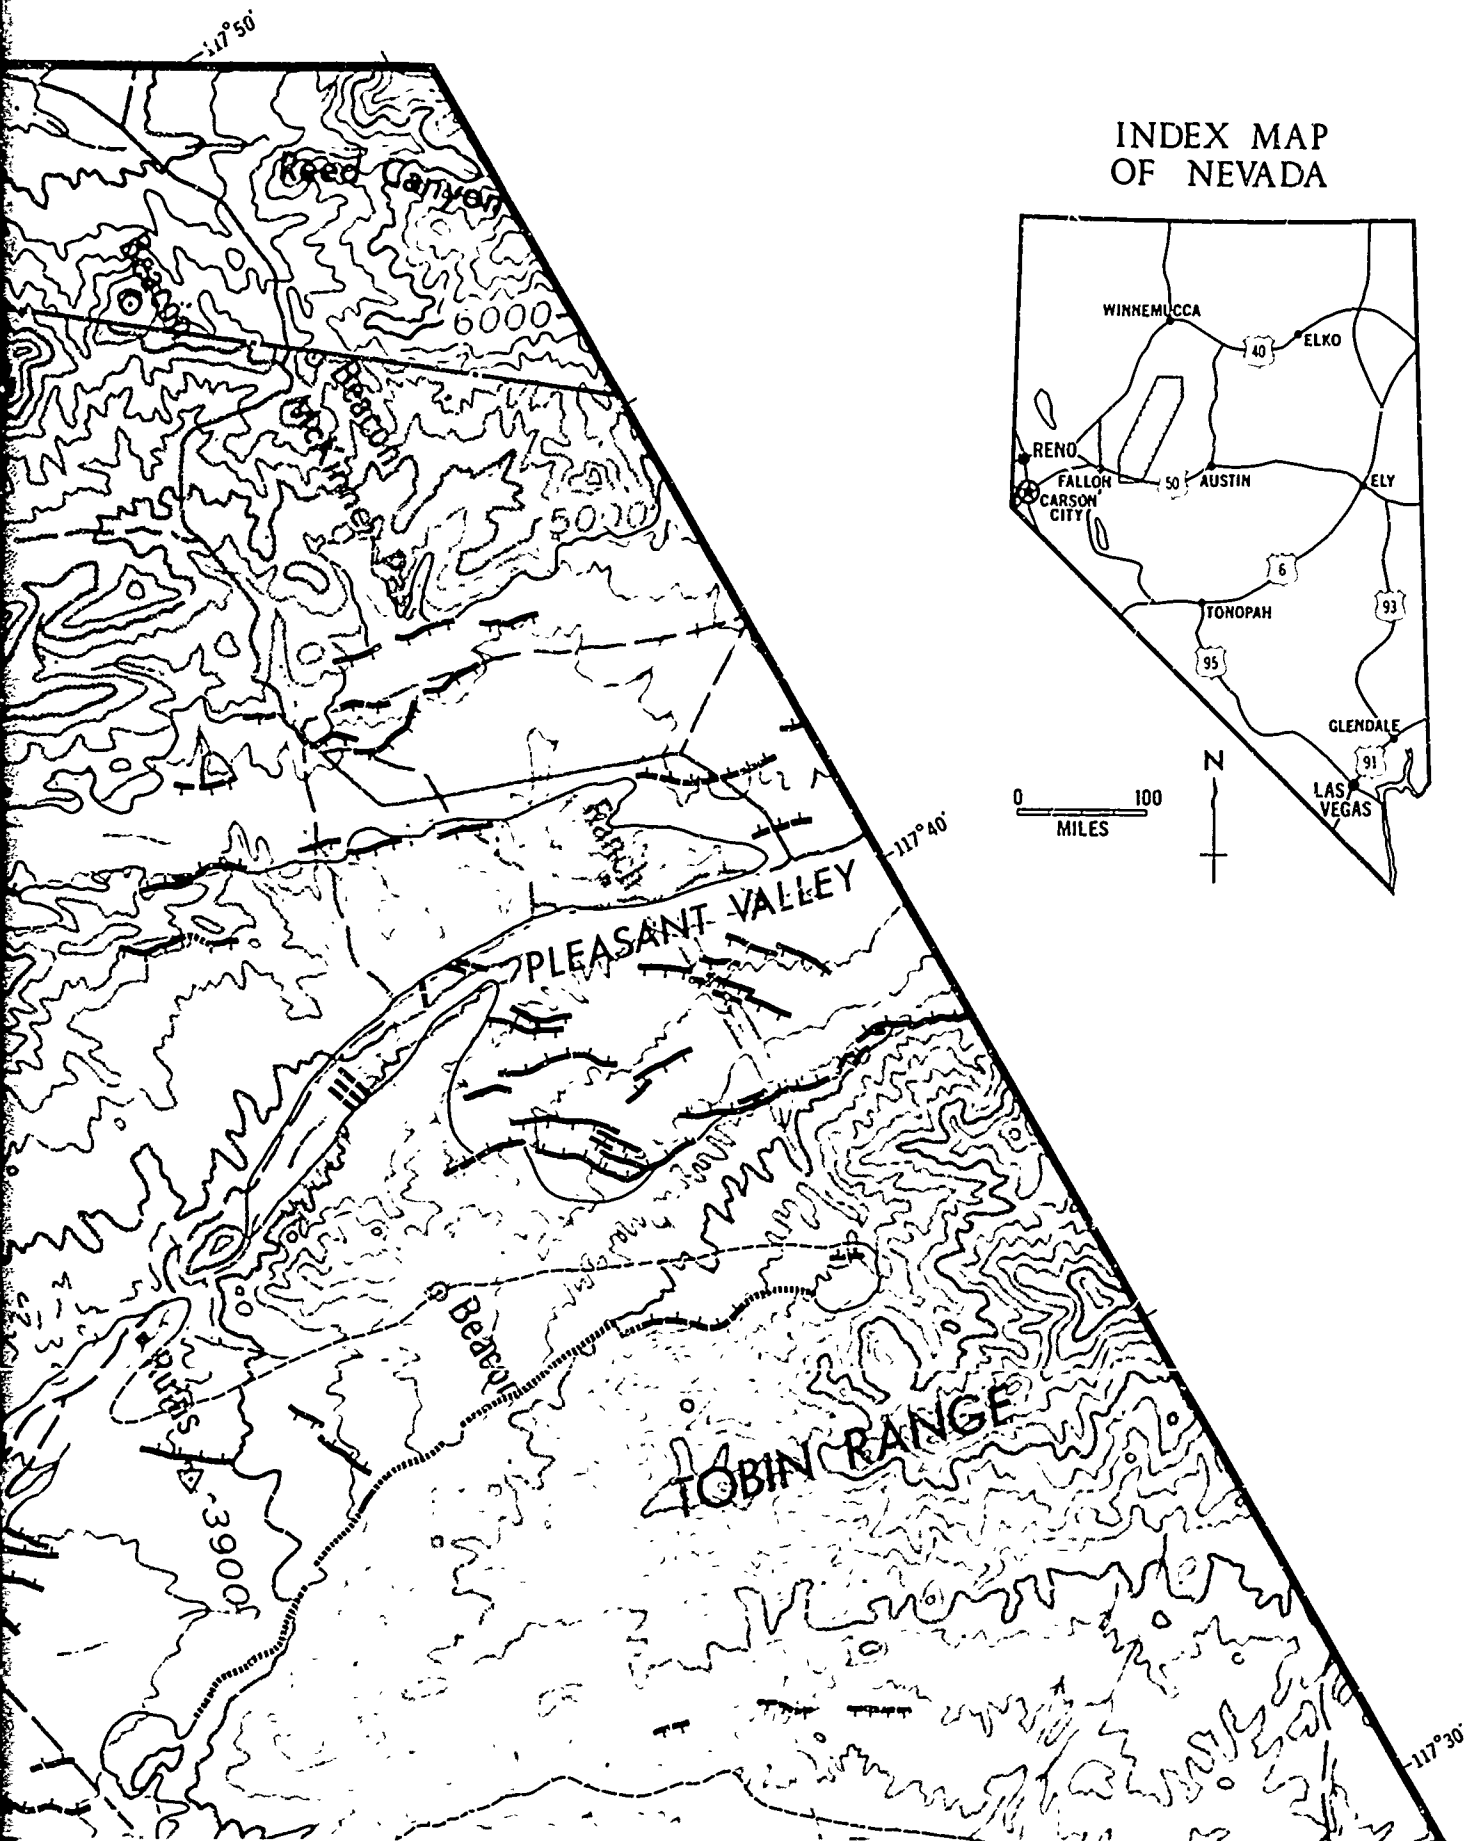 117°50'
INDEX MAP
OF NEVADA
Reed Canyon
Beacon
6000
Beacon
McKinney
5000
WINNEMUCCA
40
ELKO
RENO
FALLON
CARSON
CITY
50
AUSTIN
ELY
6
TONOPAH
93
95
GLENDALE
91
LAS
VEGAS
N
0 100
MILES
Ranch
117°40'
PLEASANT VALLEY
Beacon
Ruins
3900
TOBIN RANGE
117°30'